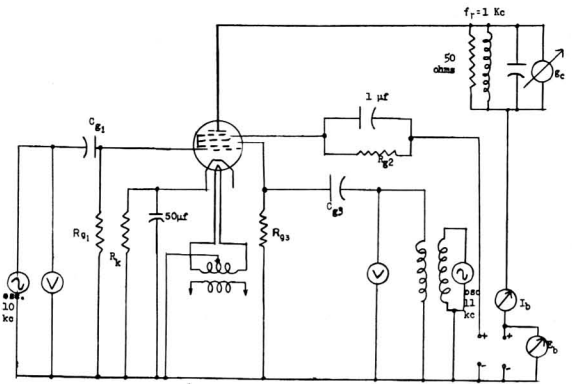 f_r=1 Kc
50
ohms
g_c
1 µf
C_g1
R_g2
50µf
C_g3
R_g1
R_k
R_g3
V
V
osc.
10
kc
osc
11
kc
I_b
E_b
+
+
-
-